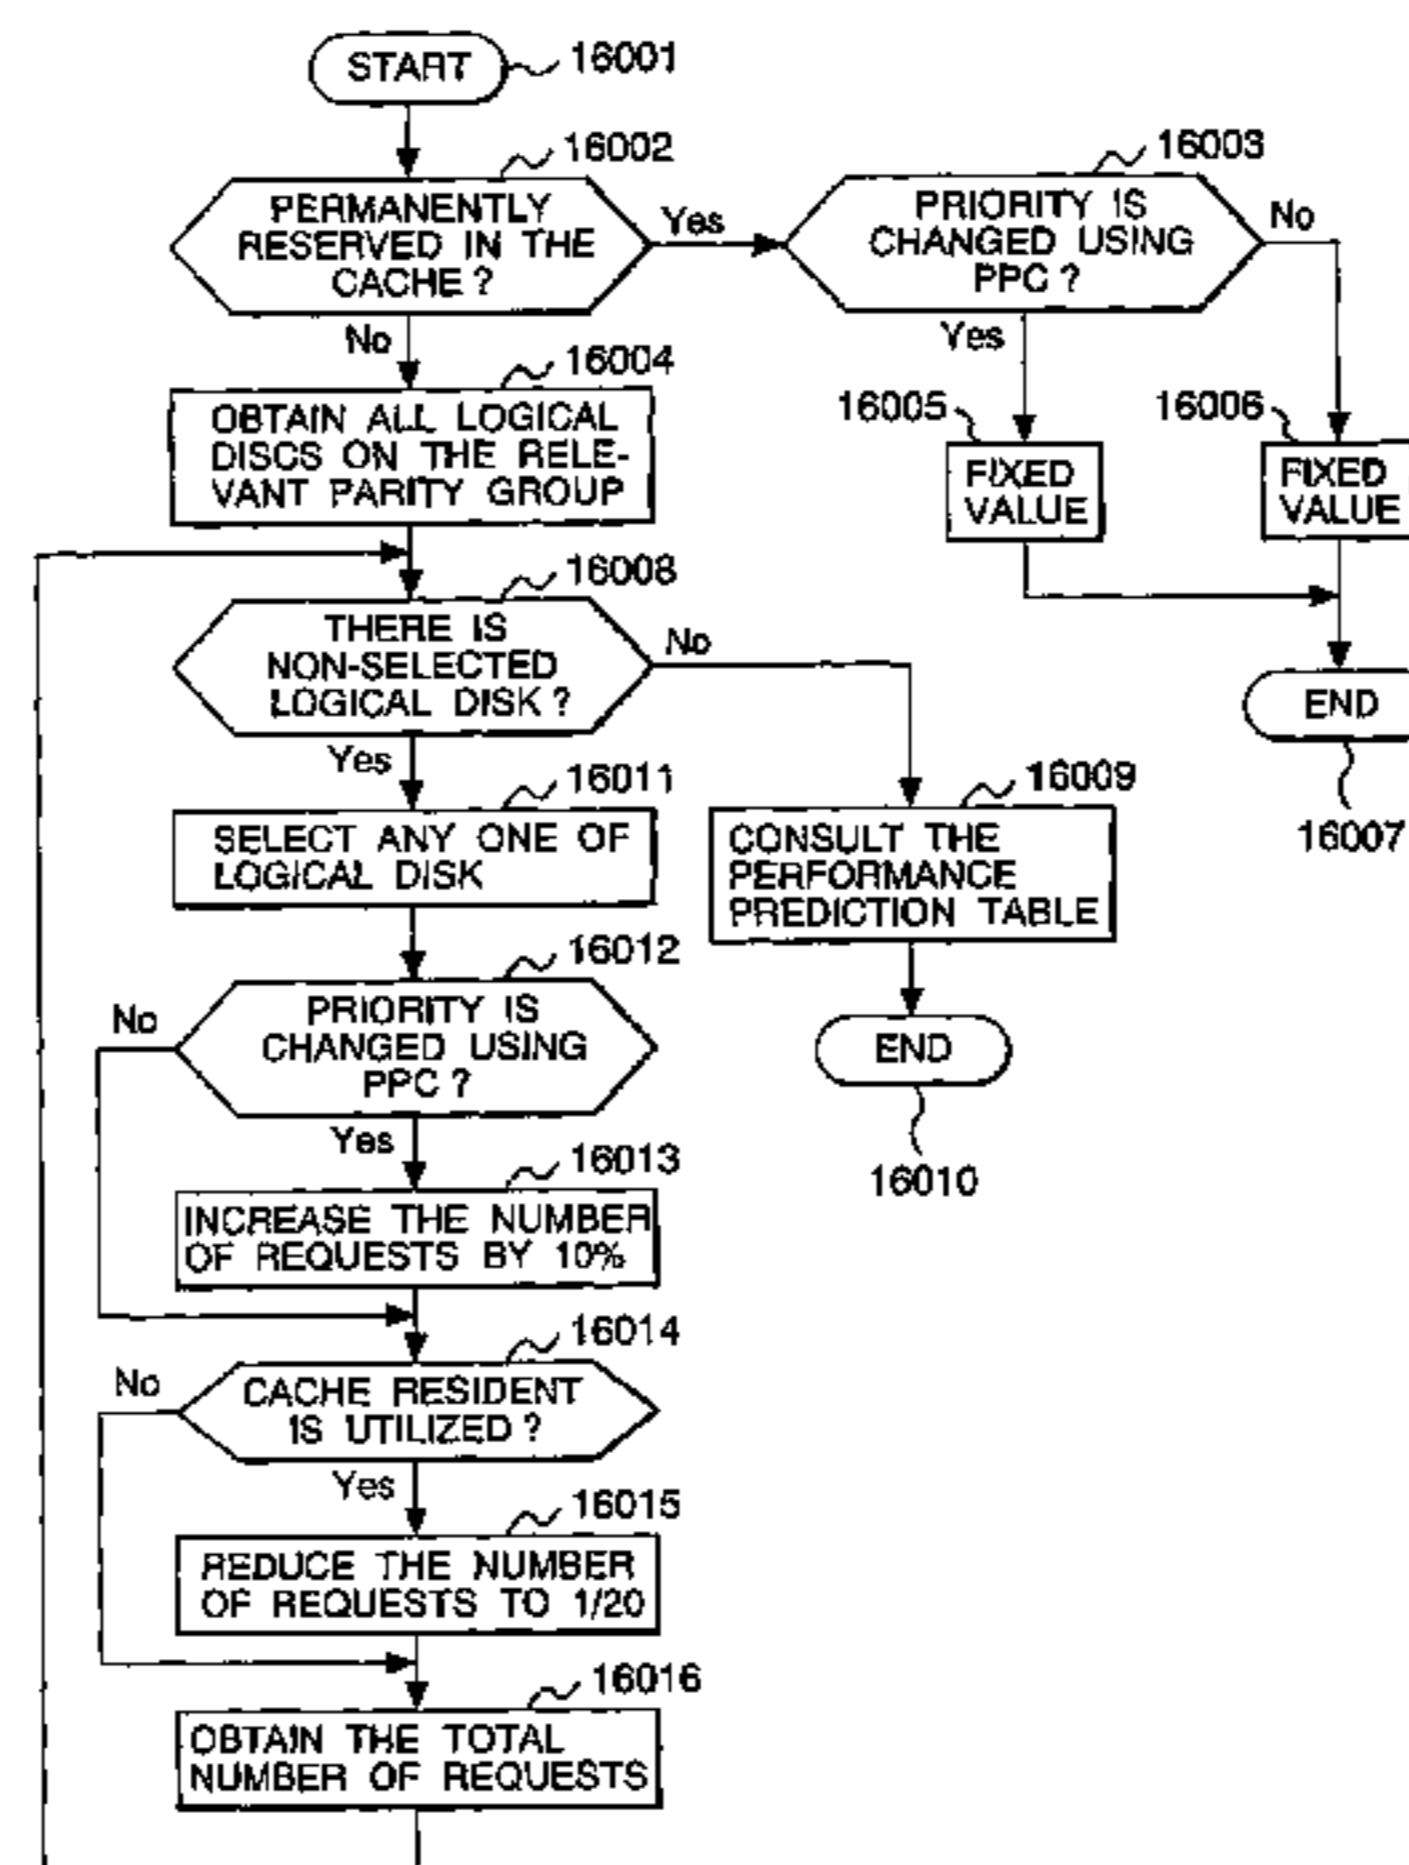 START
16001
16002
PERMANENTLY
RESERVED IN THE
CACHE?
Yes
No
16003
PRIORITY IS
CHANGED USING
PPC?
No
Yes
16004
OBTAIN ALL LOGICAL
DISCS ON THE RELE-
VANT PARITY GROUP
16005
FIXED
VALUE
16006
FIXED
VALUE
END
16007
16008
THERE IS
NON-SELECTED
LOGICAL DISK?
No
Yes
16009
CONSULT THE
PERFORMANCE
PREDICTION TABLE
END
16010
16011
SELECT ANY ONE OF
LOGICAL DISK
16012
PRIORITY IS
CHANGED USING
PPC?
No
Yes
16013
INCREASE THE NUMBER
OF REQUESTS BY 10%
16014
CACHE RESIDENT
IS UTILIZED?
No
Yes
16015
REDUCE THE NUMBER
OF REQUESTS TO 1/20
16016
OBTAIN THE TOTAL
NUMBER OF REQUESTS